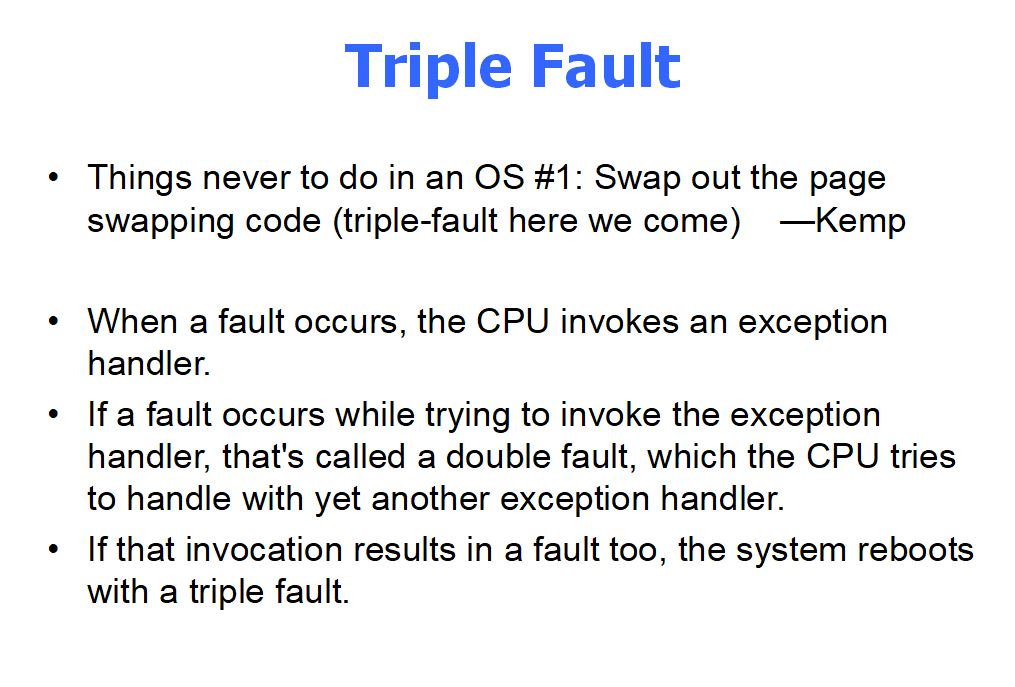 Triple Fault
• Things never to do in an OS #1: Swap out the page
swapping code (triple-fault here we come) —Kemp
• When a fault occurs, the CPU invokes an exception
handler.
• If a fault occurs while trying to invoke the exception
handler, that's called a double fault, which the CPU tries
to handle with yet another exception handler.
• If that invocation results in a fault too, the system reboots
with a triple fault.